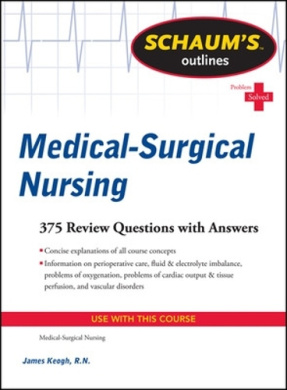 SCHAUM'S™
outlines
Problem
Solved
Medical-Surgical
Nursing
375 Review Questions with Answers
• Concise explanations of all course concepts
• Information on perioperative care, fluid & electrolyte imbalance,
problems of oxygenation, problems of cardiac output & tissue
perfusion, and vascular disorders
USE WITH THIS COURSE
Medical-Surgical Nursing
James Keogh, R.N.